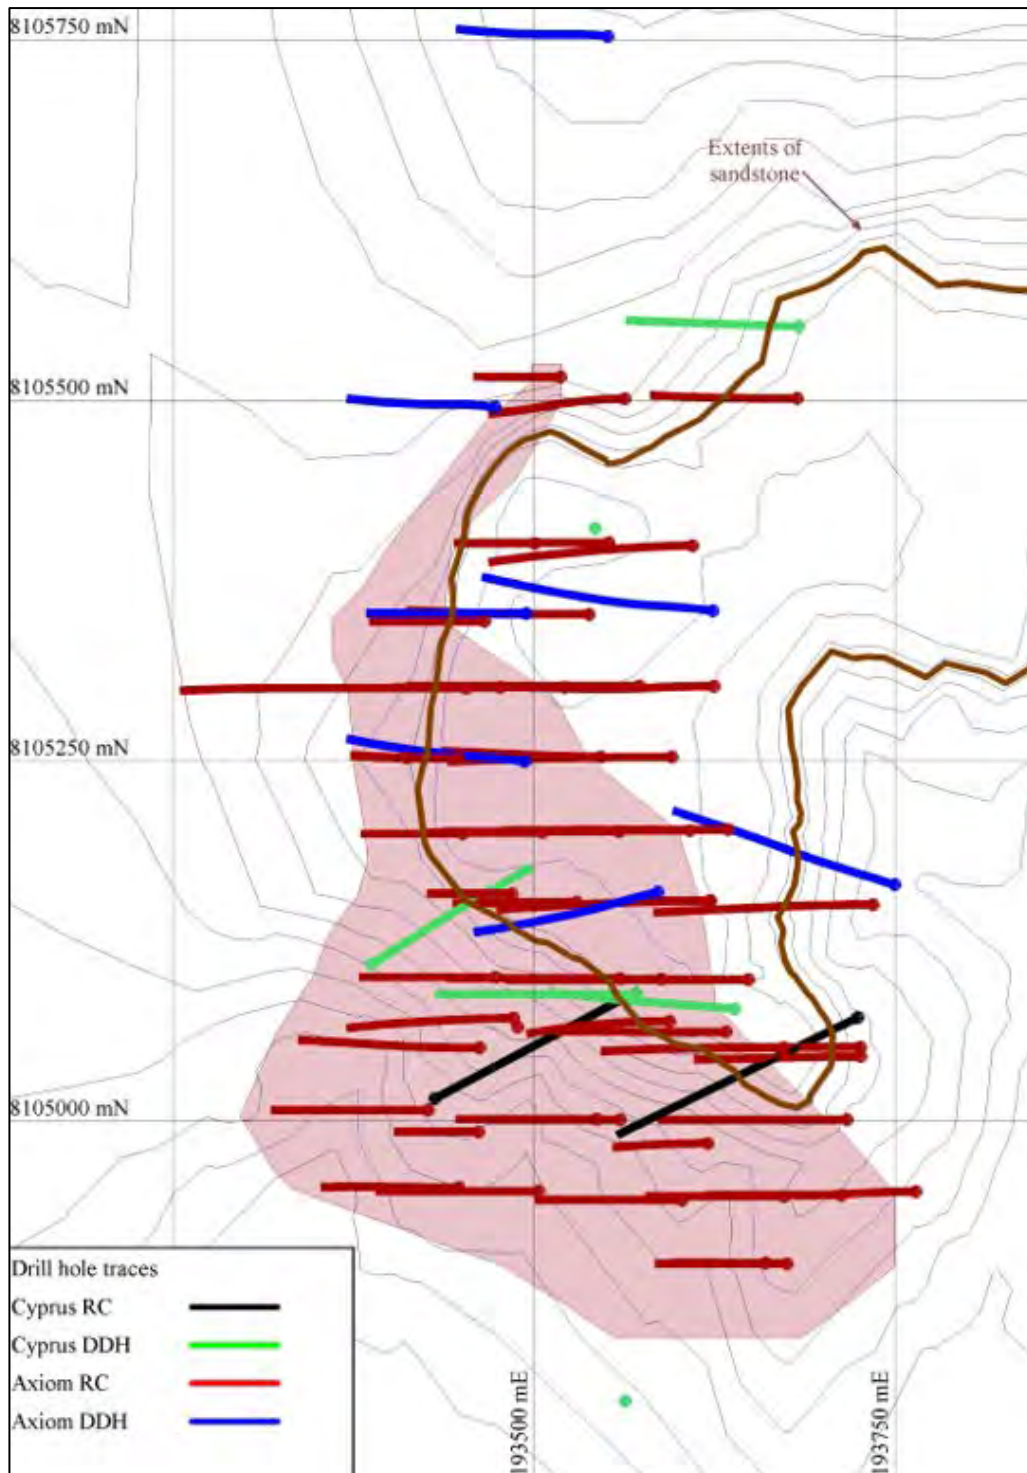 8105750 mN
Extents of
sandstone
8105500 mN
8105250 mN
8105000 mN
Drill hole traces
Cyprus RC
Cyprus DDH
Axiom RC
Axiom DDH
193500 mE
193750 mE